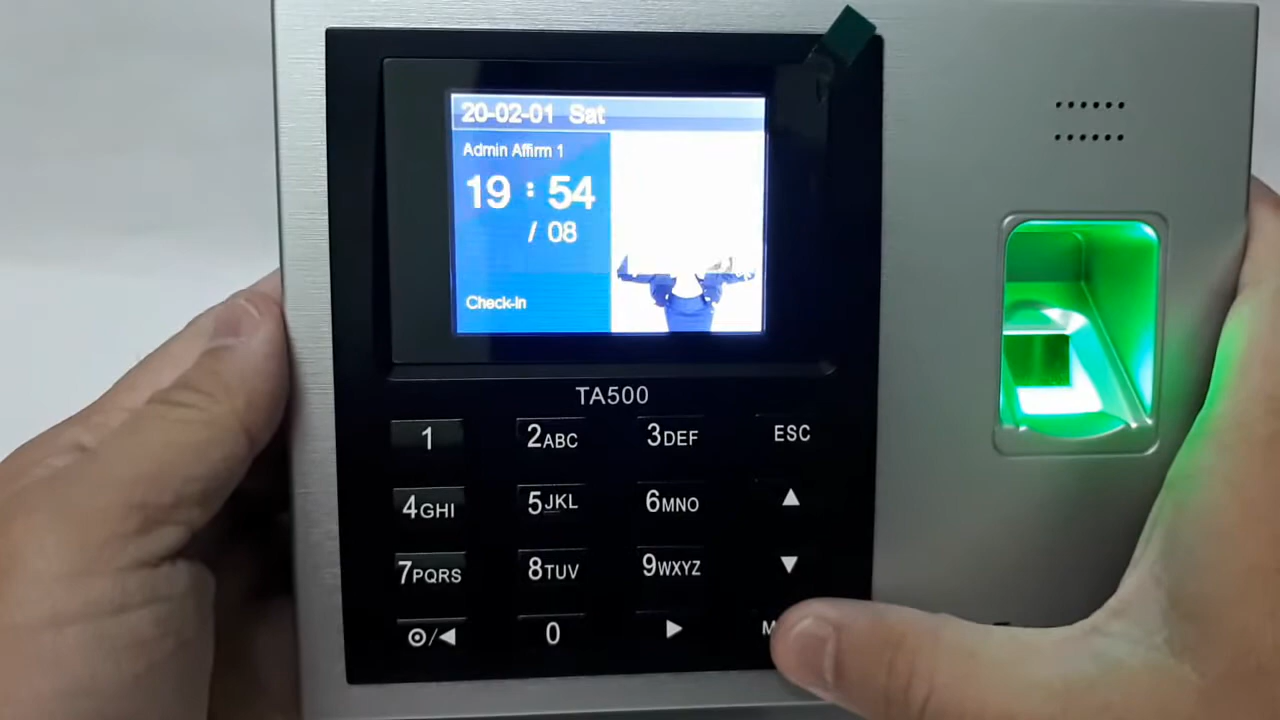 20-02-01 Sat
Admin Affirm 1
19 : 54
/ 08
Check-In
TA500
1 2ABC 3DEF ESC
4GHI 5JKL 6MNO ▲
7PQRS 8TUV 9WXYZ ▼
⊙/◀ 0 ▶